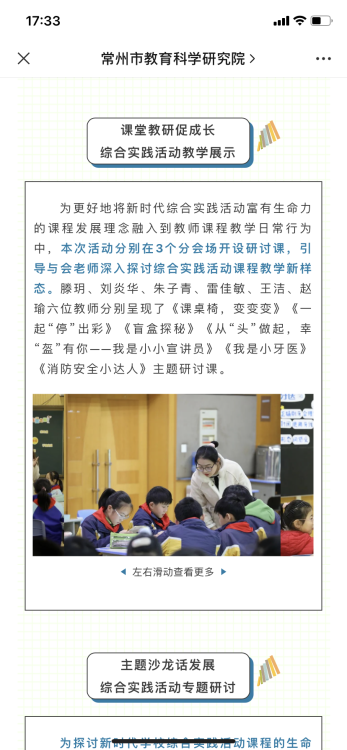 17:33
常州市教育科学研究院
课堂教研促成长
综合实践活动教学展示
为更好地将新时代综合实践活动富有生命力
的课程发展理念融入到教师课程教学日常行为
中，本次活动分别在3个分会场开设研讨课，引
导与会老师深入探讨综合实践活动课程教学新样
态。滕玥、刘炎华、朱子青、雷佳敏、王洁、赵
瑜六位教师分别呈现了《课桌椅，变变变》《一
起“停”出彩》《盲盒探秘》《从“头”做起，幸
“盔”有你——我是小小宣讲员》《我是小牙医》
《消防安全小达人》主题研讨课。
左右滑动查看更多
主题沙龙话发展
综合实践活动专题研讨
为探讨新时代学校综合实践活动课程的生命